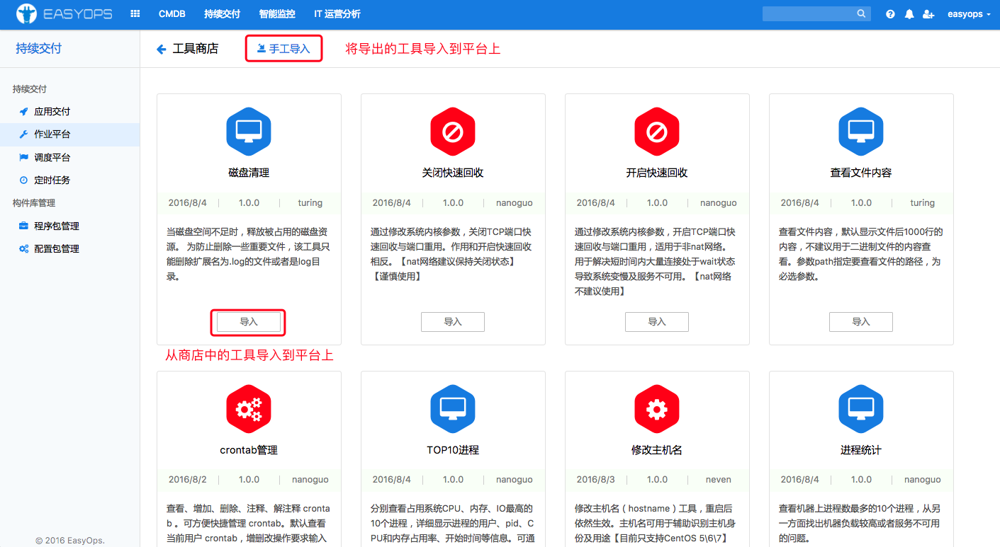 EASYOPS CMDB 持续交付 智能监控 IT 运营分析 easyops
持续交付
工具商店 手工导入 将导出的工具导入到平台上
持续交付
应用交付
作业平台
调度平台
定时任务
构件库管理
程序包管理
配置包管理
© 2016 EasyOps.
磁盘清理
2016/8/4 1.0.0 turing
当磁盘空间不足时，释放被占用的磁盘资
源。 为防止删除一些重要文件，该工具只
能删除扩展名为.log的文件或者是log目
录。
导入
从商店中的工具导入到平台上
关闭快速回收
2016/8/4 1.0.0 nanoguo
通过修改系统内核参数，关闭TCP端口快
速回收与端口重用。作用和开启快速回收
相反。【nat网络建议保持关闭状态】
【谨慎使用】
导入
开启快速回收
2016/8/4 1.0.0 nanoguo
通过修改系统内核参数，开启TCP端口快
速回收与端口重用，适用于非nat网络。
用于解决短时间内大量连接处于wait状态
导致系统变慢及服务不可用。【nat网络
不建议使用】
导入
查看文件内容
2016/8/4 1.0.0 turing
查看文件内容，默认显示文件后1000行的
内容，不建议用于二进制文件的内容查
看。参数path指定要查看文件的路径，为
必选参数。
导入
crontab管理
2016/8/2 1.0.0 nanoguo
查看、增加、删除、注释、解注释 cronta
b 。可方便快捷管理 crontab。默认查看
当前用户 crontab，增删改操作要求输入
TOP10进程
2016/8/4 1.0.0 nanoguo
分别查看占用系统CPU、内存、IO最高的
10个进程，详细显示进程的用户、pid、C
PU和内存占用率、开始时间等信息。可通
修改主机名
2016/8/3 1.0.0 neven
修改主机名（hostname）工具，重启后
依然生效。主机名可用于辅助识别主机身
份及用途【目前只支持CentOS 5\6\7】
进程统计
2016/8/4 1.0.0 nanoguo
查看机器上进程数最多的10个进程，从另
一方面找出机器负载较高或者服务不可用
的问题。